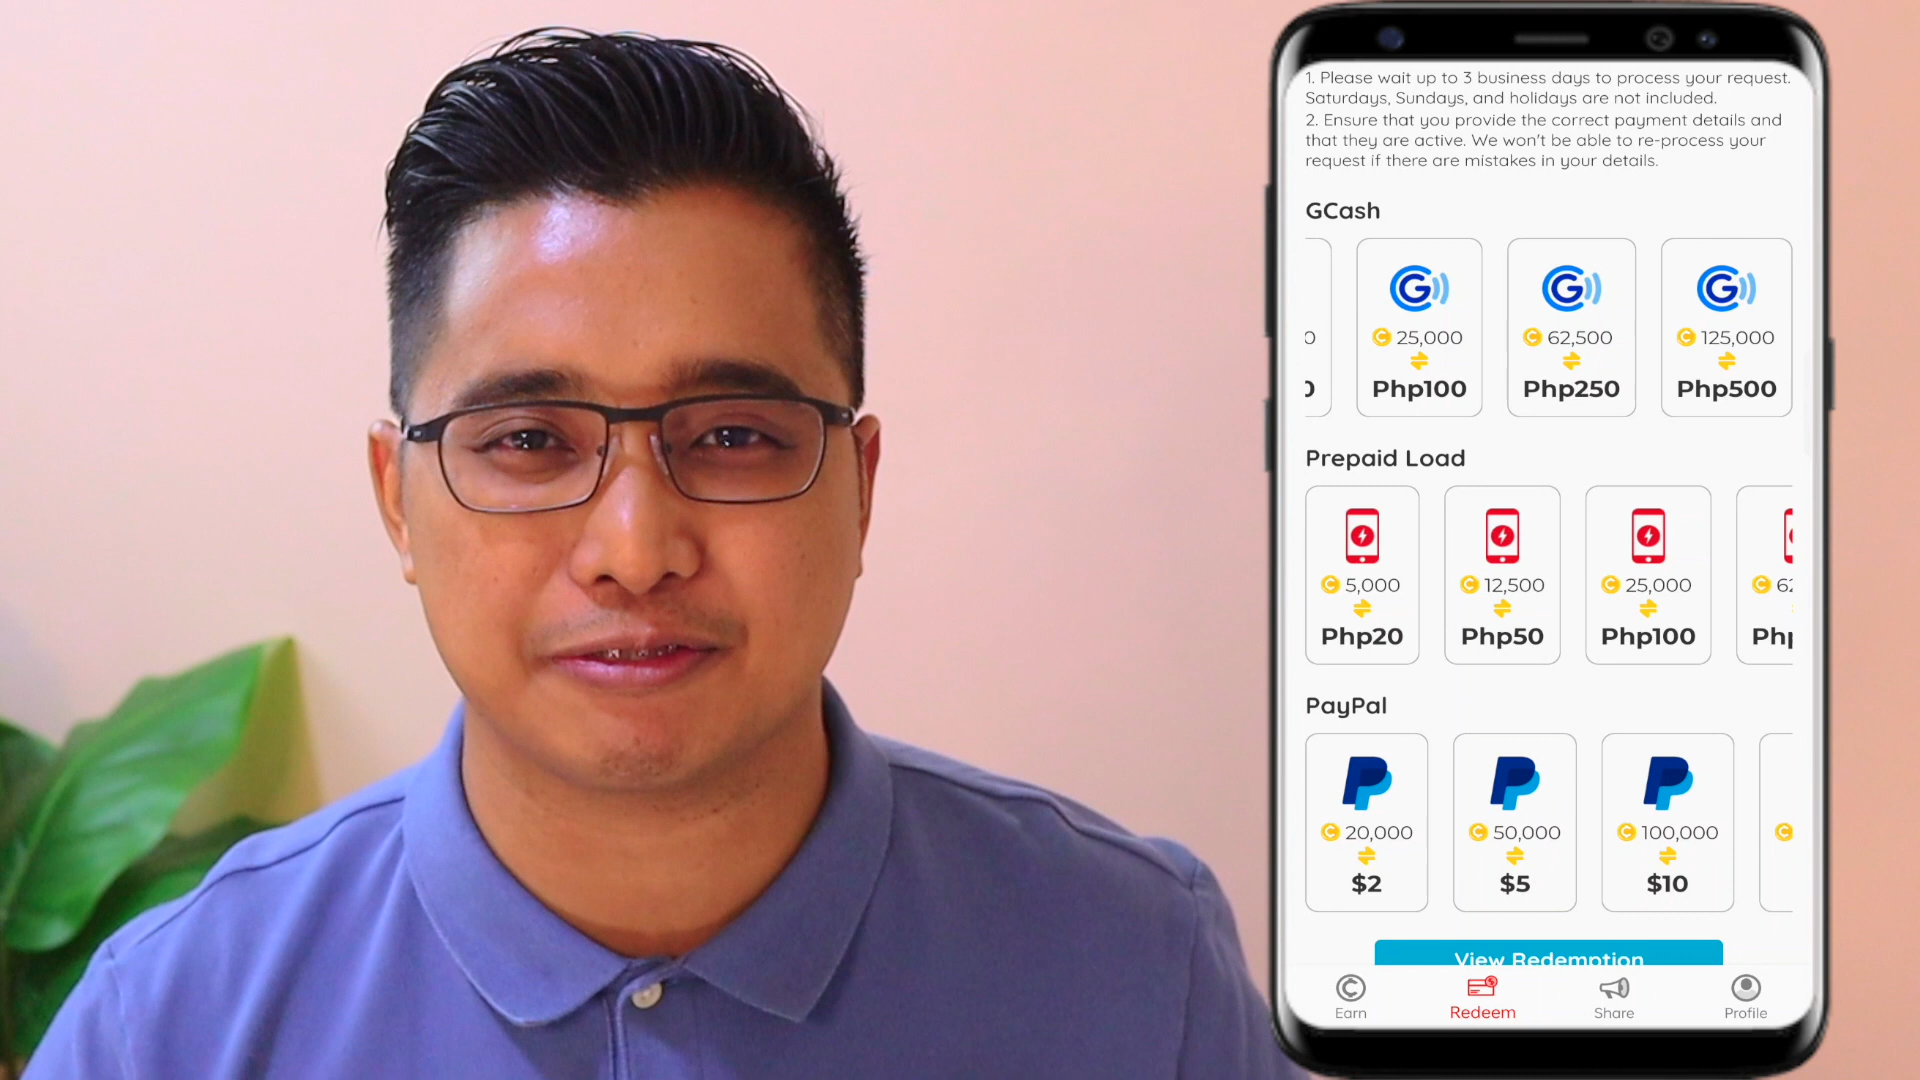 1. Please wait up to 3 business days to process your request.
Saturdays, Sundays, and holidays are not included.
2. Ensure that you provide the correct payment details and
that they are active. We won't be able to re-process your
request if there are mistakes in your details.
GCash
25,000 62,500 125,000
Php100 Php250 Php500
Prepaid Load
5,000 12,500 25,000
Php20 Php50 Php100
PayPal
20,000 50,000 100,000
$2 $5 $10
View Redemption
Earn Redeem Share Profile